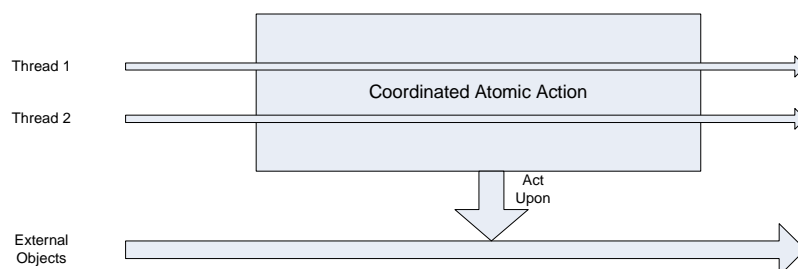 Thread 1
Coordinated Atomic Action
Thread 2
Act
Upon
External
Objects